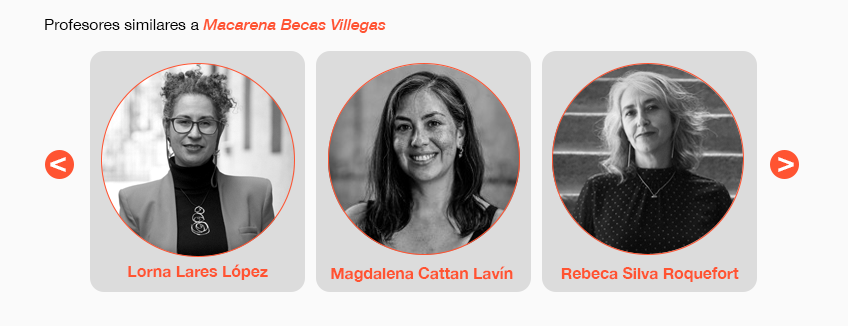 Profesores similares a Macarena Becas Villegas
<
>
Lorna Lares López
Magdalena Cattan Lavín
Rebeca Silva Roquefort